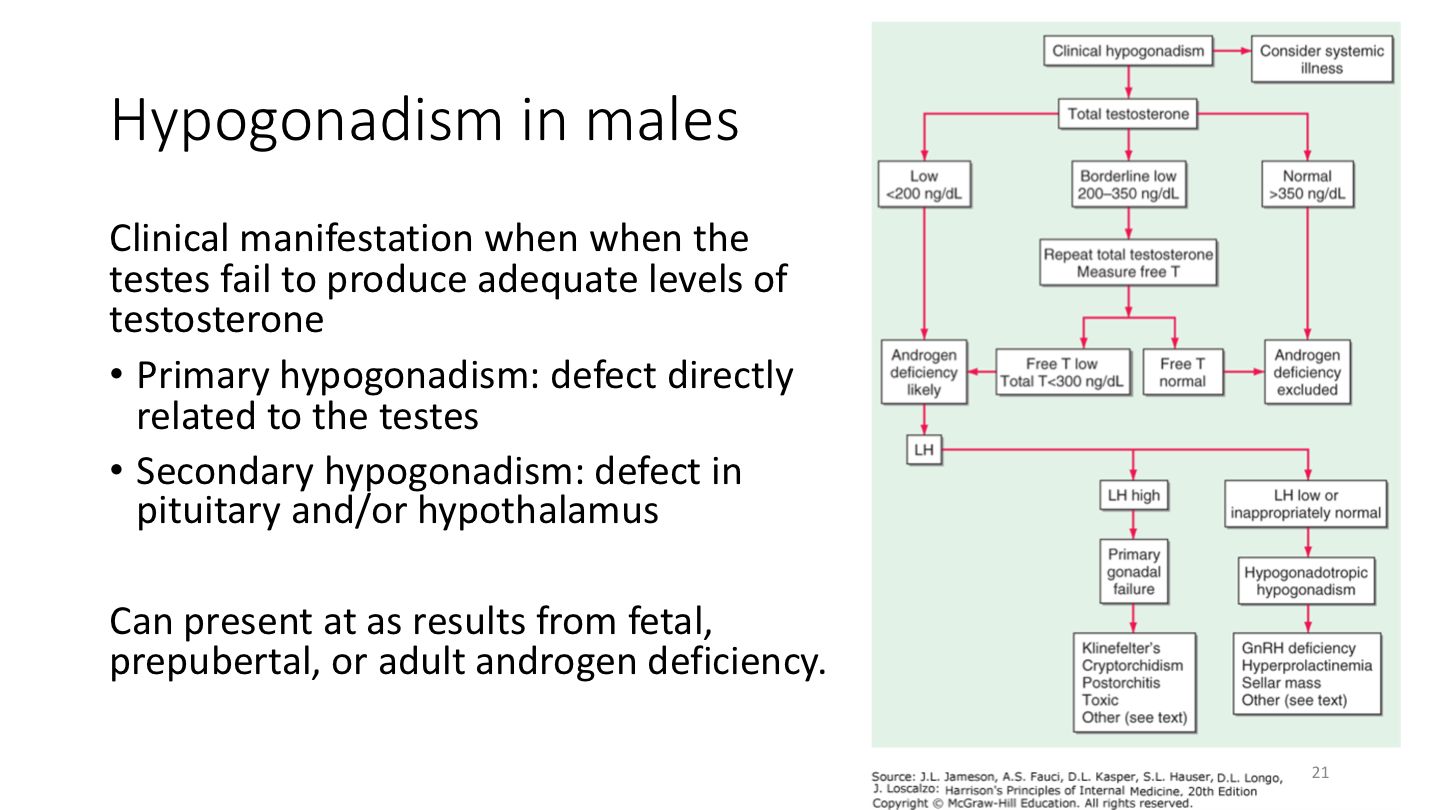 Hypogonadism in males
Clinical manifestation when when the
testes fail to produce adequate levels of
testosterone
• Primary hypogonadism: defect directly
related to the testes
• Secondary hypogonadism: defect in
pituitary and/or hypothalamus
Can present at as results from fetal,
prepubertal, or adult androgen deficiency.
Clinical hypogonadism
Consider systemic
illness
Total testosterone
Low
<200 ng/dL
Borderline low
200–350 ng/dL
Normal
>350 ng/dL
Repeat total testosterone
Measure free T
Androgen
deficiency
likely
Free T low
Total T<300 ng/dL
Free T
normal
Androgen
deficiency
excluded
LH
LH high
LH low or
inappropriately normal
Primary
gonadal
failure
Hypogonadotropic
hypogonadism
Klinefelter's
Cryptorchidism
Postorchitis
Toxic
Other (see text)
GnRH deficiency
Hyperprolactinemia
Sellar mass
Other (see text)
Source: J.L. Jameson, A.S. Fauci, D.L. Kasper, S.L. Hauser, D.L. Longo,
J. Loscalzo: Harrison's Principles of Internal Medicine, 20th Edition
Copyright © McGraw-Hill Education. All rights reserved.
21